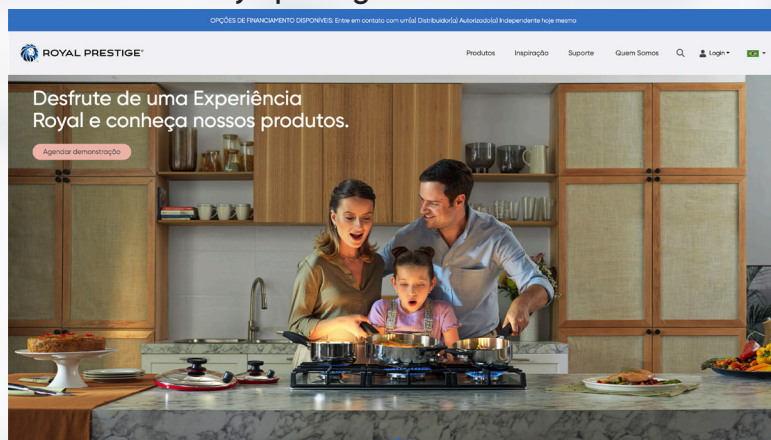 OPÇÕES DE FINANCIAMENTO DISPONÍVEIS: Entre em contato com um(a) Distribuidor(a) Autorizado(a) Independente hoje mesmo
ROYAL PRESTIGE®
Produtos
Inspiração
Suporte
Quem Somos
Login
Desfrute de uma Experiência
Royal e conheça nossos produtos.
Agendar demonstração